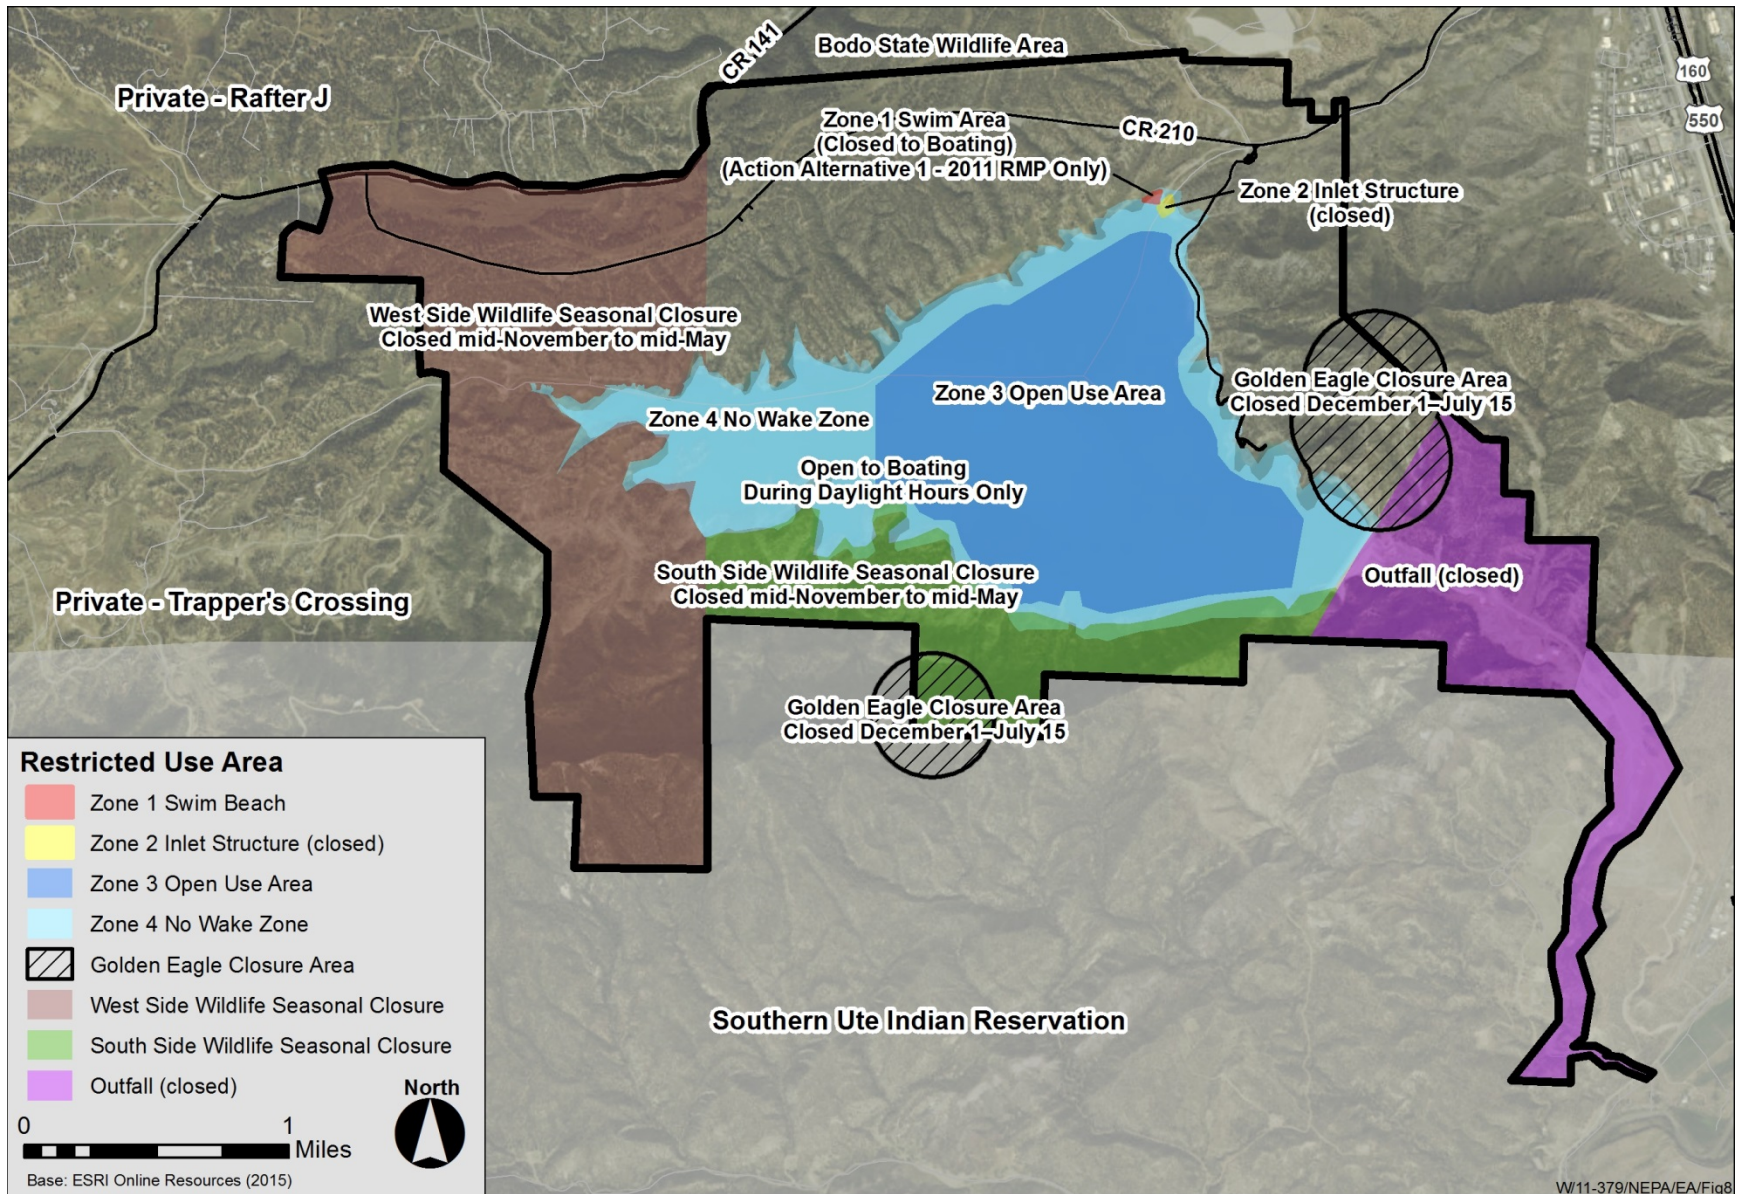 Bodo State Wildlife Area
CR 141
160
550
Private - Rafter J
Zone 1 Swim Area
(Closed to Boating)
(Action Alternative 1 - 2011 RMP Only)
CR 210
Zone 2 Inlet Structure
(closed)
West Side Wildlife Seasonal Closure
Closed mid-November to mid-May
Golden Eagle Closure Area
Closed December 1–July 15
Zone 3 Open Use Area
Zone 4 No Wake Zone
Open to Boating
During Daylight Hours Only
South Side Wildlife Seasonal Closure
Closed mid-November to mid-May
Outfall (closed)
Private - Trapper's Crossing
Golden Eagle Closure Area
Closed December 1–July 15
Southern Ute Indian Reservation
Restricted Use Area
Zone 1 Swim Beach
Zone 2 Inlet Structure (closed)
Zone 3 Open Use Area
Zone 4 No Wake Zone
Golden Eagle Closure Area
West Side Wildlife Seasonal Closure
South Side Wildlife Seasonal Closure
Outfall (closed)
North
0 1
Miles
Base: ESRI Online Resources (2015)
W/11-379/NEPA/EA/Fig8